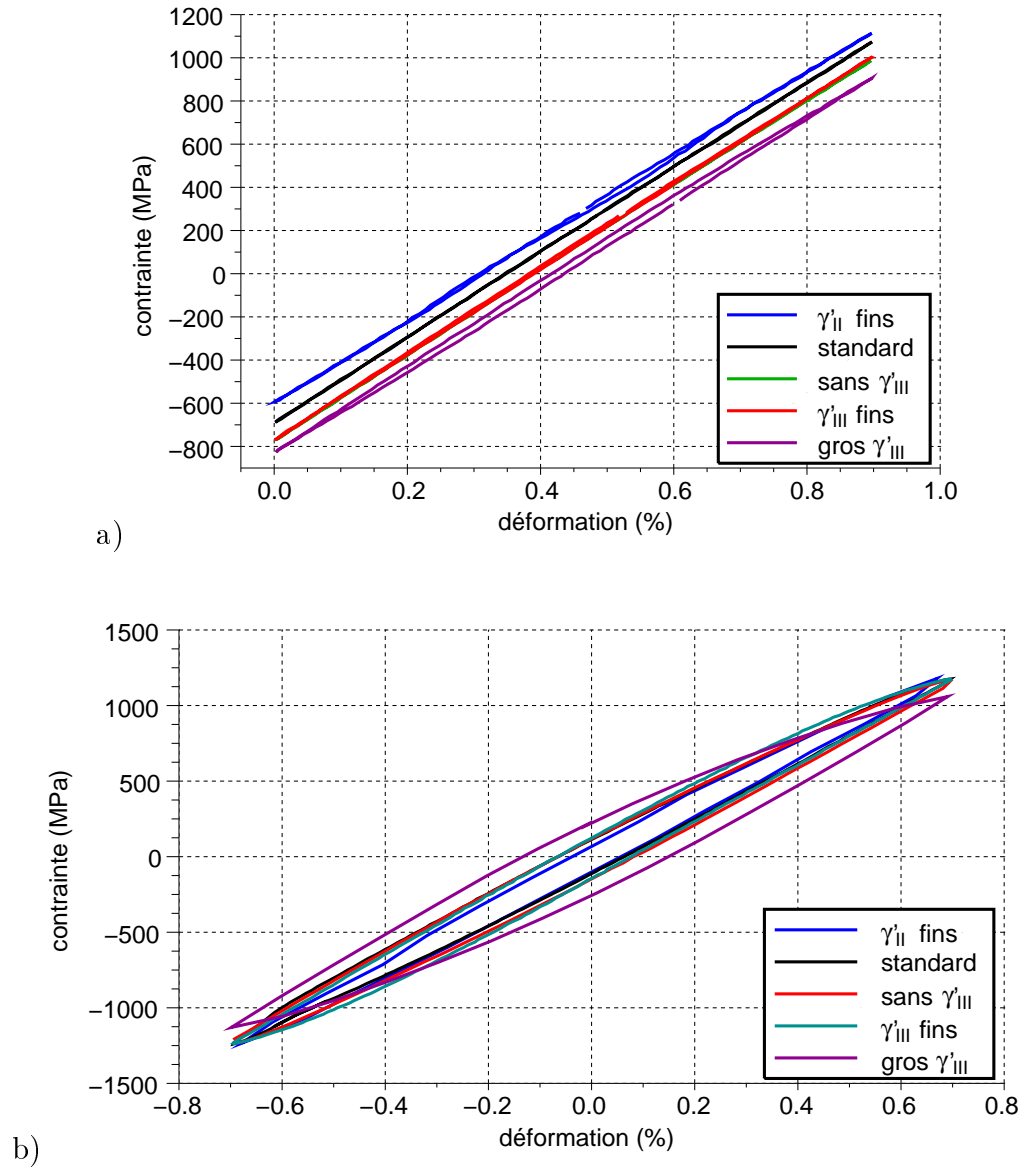 1200
1000
800
600
400
200
0
−200
−400
−600
−800
contrainte (MPa)
γ'II fins
standard
sans γ'III
γ'III fins
gros γ'III
0.0 0.2 0.4 0.6 0.8 1.0
déformation (%)
a)
1500
1000
500
0
−500
−1000
−1500
contrainte (MPa)
γ'II fins
standard
sans γ'III
γ'III fins
gros γ'III
−0.8 −0.6 −0.4 −0.2 0.0 0.2 0.4 0.6 0.8
déformation (%)
b)